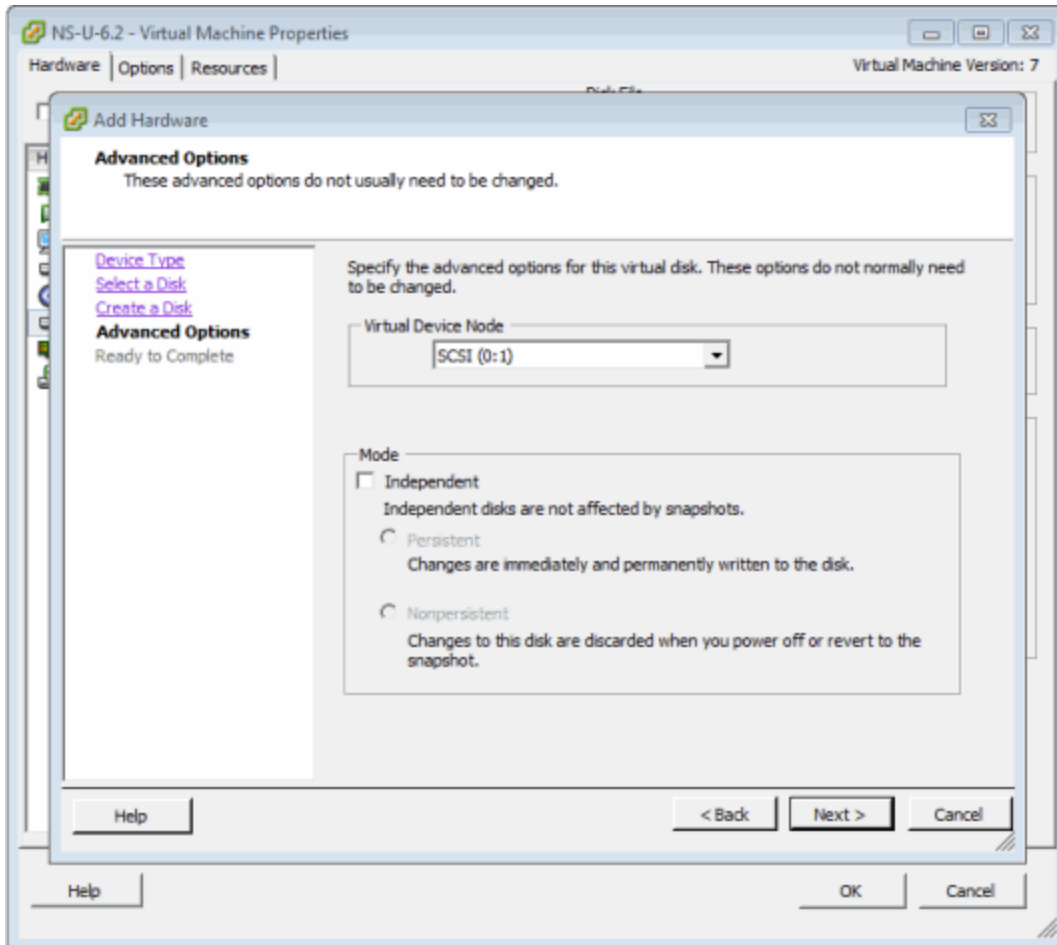 NS-U-6.2 - Virtual Machine Properties
Hardware Options Resources
Virtual Machine Version: 7
Disk File
Add Hardware
H
Advanced Options
These advanced options do not usually need to be changed.
Device Type
Select a Disk
Create a Disk
Advanced Options
Ready to Complete
Specify the advanced options for this virtual disk. These options do not normally need
to be changed.
Virtual Device Node
SCSI (0:1)
Mode
Independent
Independent disks are not affected by snapshots.
Persistent
Changes are immediately and permanently written to the disk.
Nonpersistent
Changes to this disk are discarded when you power off or revert to the
snapshot.
Help
< Back
Next >
Cancel
Help
OK
Cancel